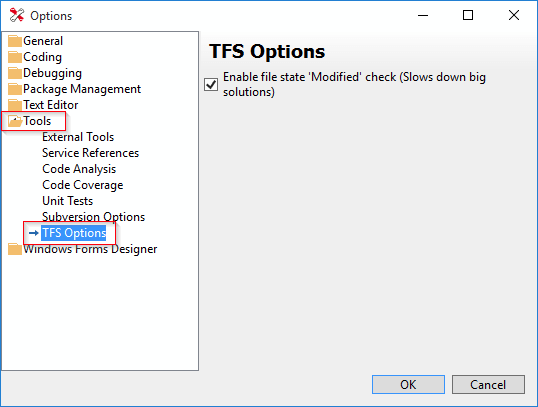 Options
General
Coding
Debugging
Package Management
Text Editor
Tools
External Tools
Service References
Code Analysis
Code Coverage
Unit Tests
Subversion Options
TFS Options
Windows Forms Designer
TFS Options
Enable file state 'Modified' check (Slows down big
solutions)
OK
Cancel